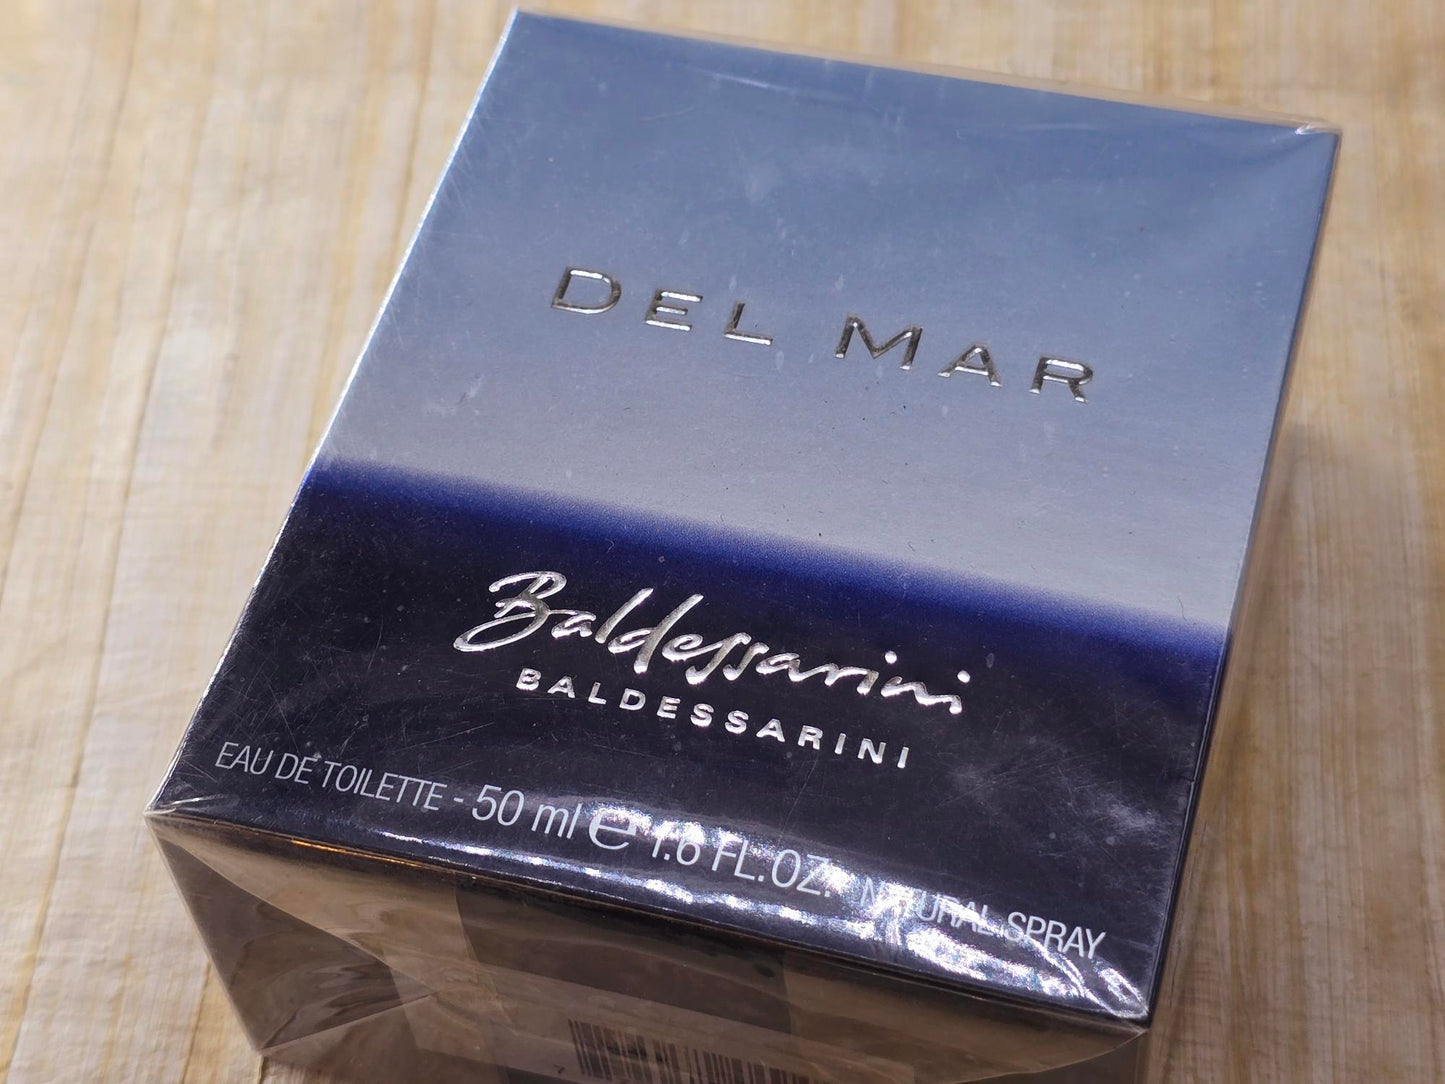 DEL MAR
Baldessarini
BALDESSARINI
EAU DE TOILETTE - 50 ml ℮ 1.6 FL.OZ. - NATURAL SPRAY